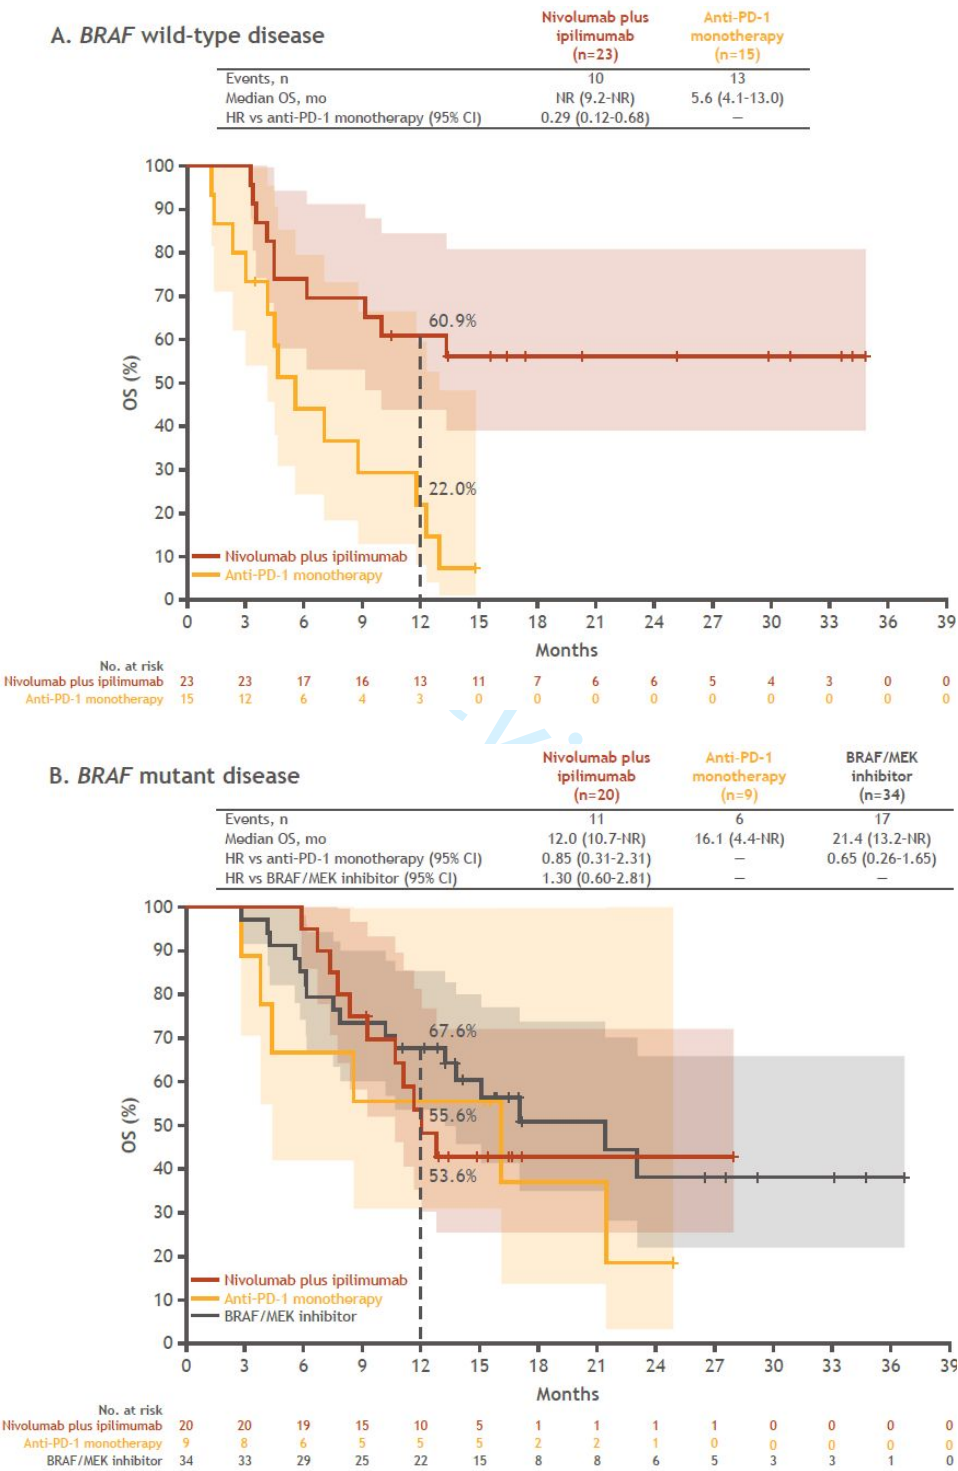 A. BRAF wild-type disease
Nivolumab plus ipilimumab (n=23) Anti-PD-1 monotherapy (n=15)
Events, n 10 13
Median OS, mo NR (9.2-NR) 5.6 (4.1-13.0)
HR vs anti-PD-1 monotherapy (95% CI) 0.29 (0.12-0.68) —
100
90
80
70
60
50
40
30
20
10
0
OS (%)
60.9%
22.0%
Nivolumab plus ipilimumab
Anti-PD-1 monotherapy
0 3 6 9 12 15 18 21 24 27 30 33 36 39
Months
No. at risk
Nivolumab plus ipilimumab 23 23 17 16 13 11 7 6 6 5 4 3 0 0
Anti-PD-1 monotherapy 15 12 6 4 3 0 0 0 0 0 0 0 0 0
B. BRAF mutant disease
Nivolumab plus ipilimumab (n=20) Anti-PD-1 monotherapy (n=9) BRAF/MEK inhibitor (n=34)
Events, n 11 6 17
Median OS, mo 12.0 (10.7-NR) 16.1 (4.4-NR) 21.4 (13.2-NR)
HR vs anti-PD-1 monotherapy (95% CI) 0.85 (0.31-2.31) — 0.65 (0.26-1.65)
HR vs BRAF/MEK inhibitor (95% CI) 1.30 (0.60-2.81) — —
100
90
80
70
60
50
40
30
20
10
0
OS (%)
67.6%
55.6%
53.6%
Nivolumab plus ipilimumab
Anti-PD-1 monotherapy
BRAF/MEK inhibitor
0 3 6 9 12 15 18 21 24 27 30 33 36 39
Months
No. at risk
Nivolumab plus ipilimumab 20 20 19 15 10 5 1 1 1 1 0 0 0 0
Anti-PD-1 monotherapy 9 8 6 5 5 5 2 2 1 0 0 0 0 0
BRAF/MEK inhibitor 34 33 29 25 22 15 8 8 6 5 3 3 1 0